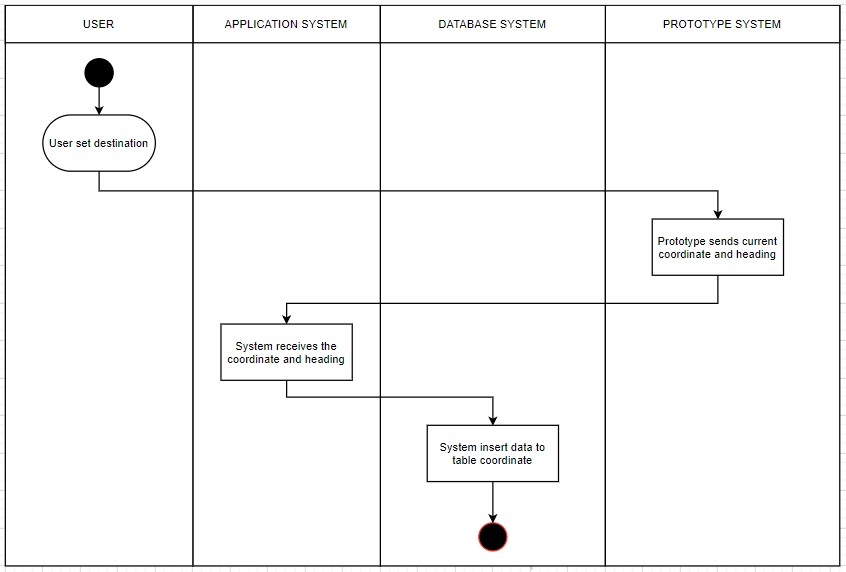 USER
APPLICATION SYSTEM
DATABASE SYSTEM
PROTOTYPE SYSTEM
User set destination
Prototype sends current
coordinate and heading
System receives the
coordinate and heading
System insert data to
table coordinate